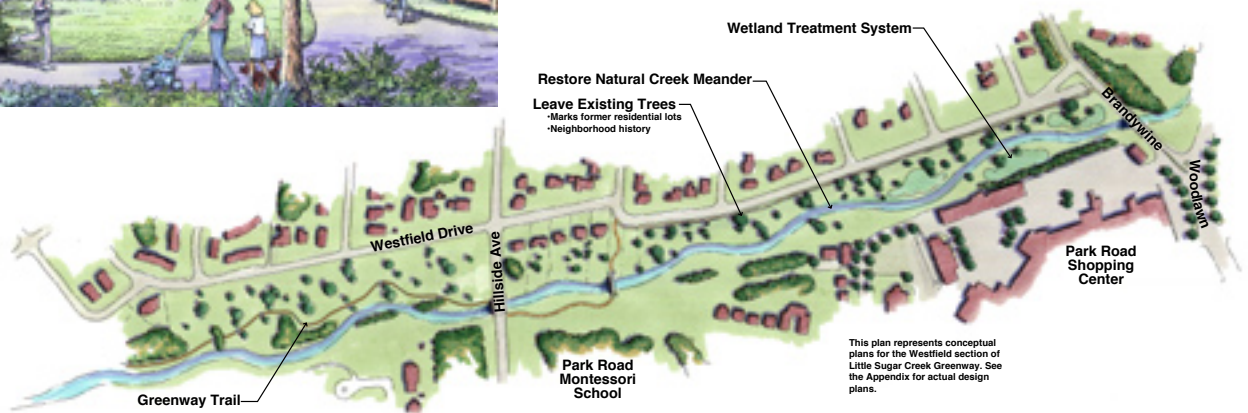 Wetland Treatment System
Restore Natural Creek Meander
Leave Existing Trees
•Marks former residential lots
•Neighborhood history
Brandywine
Woodlawn
Westfield Drive
Hillside Ave
Park Road
Shopping
Center
Park Road
Montessori
School
This plan represents conceptual
plans for the Westfield section of
Little Sugar Creek Greenway. See
the Appendix for actual design
plans.
Greenway Trail